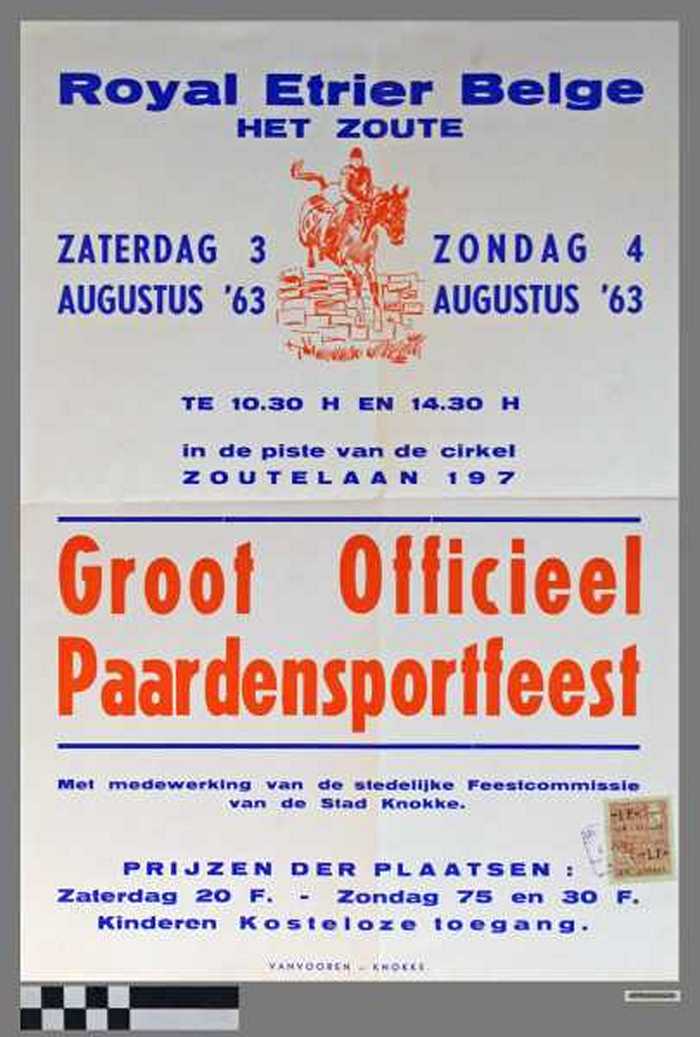 Royal Etrier Belge
HET ZOUTE
ZATERDAG 3
AUGUSTUS '63
ZONDAG 4
AUGUSTUS '63
TE 10.30 H EN 14.30 H
in de piste van de cirkel
ZOUTELAAN 197
Groot Officieel
Paardensportfeest
Met medewerking van de stedelijke Feestcommissie
van de Stad Knokke.
PRIJZEN DER PLAATSEN :
Zaterdag 20 F. - Zondag 75 en 30 F.
Kinderen Kosteloze toegang.
VANVOOREN - KNOKKE